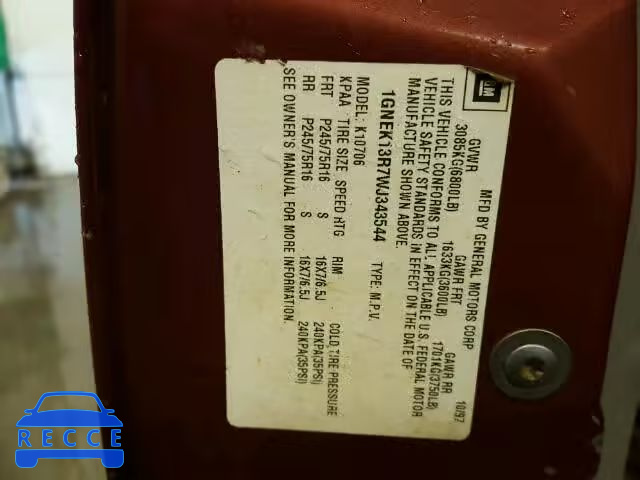 GM
MFD BY GENERAL MOTORS CORP 10/97
GVWR GAWR FRT GAWR RR
3085KG(6800LB) 1633KG(3600LB) 1701KG(3750LB)
THIS VEHICLE CONFORMS TO ALL APPLICABLE U.S. FEDERAL MOTOR
VEHICLE SAFETY STANDARDS IN EFFECT ON THE DATE OF
MANUFACTURE SHOWN ABOVE.
1GNEK13R7WJ343544 TYPE: M.P.V.
MODEL: K10706
KPAA TIRE SIZE SPEED RTG RIM COLD TIRE PRESSURE
FRT P245/75R16 S 16X7/6.5J 240KPA(35PSI)
RR P245/75R16 S 16X7/6.5J 240KPA(35PSI)
SEE OWNER'S MANUAL FOR MORE INFORMATION.
RECCE